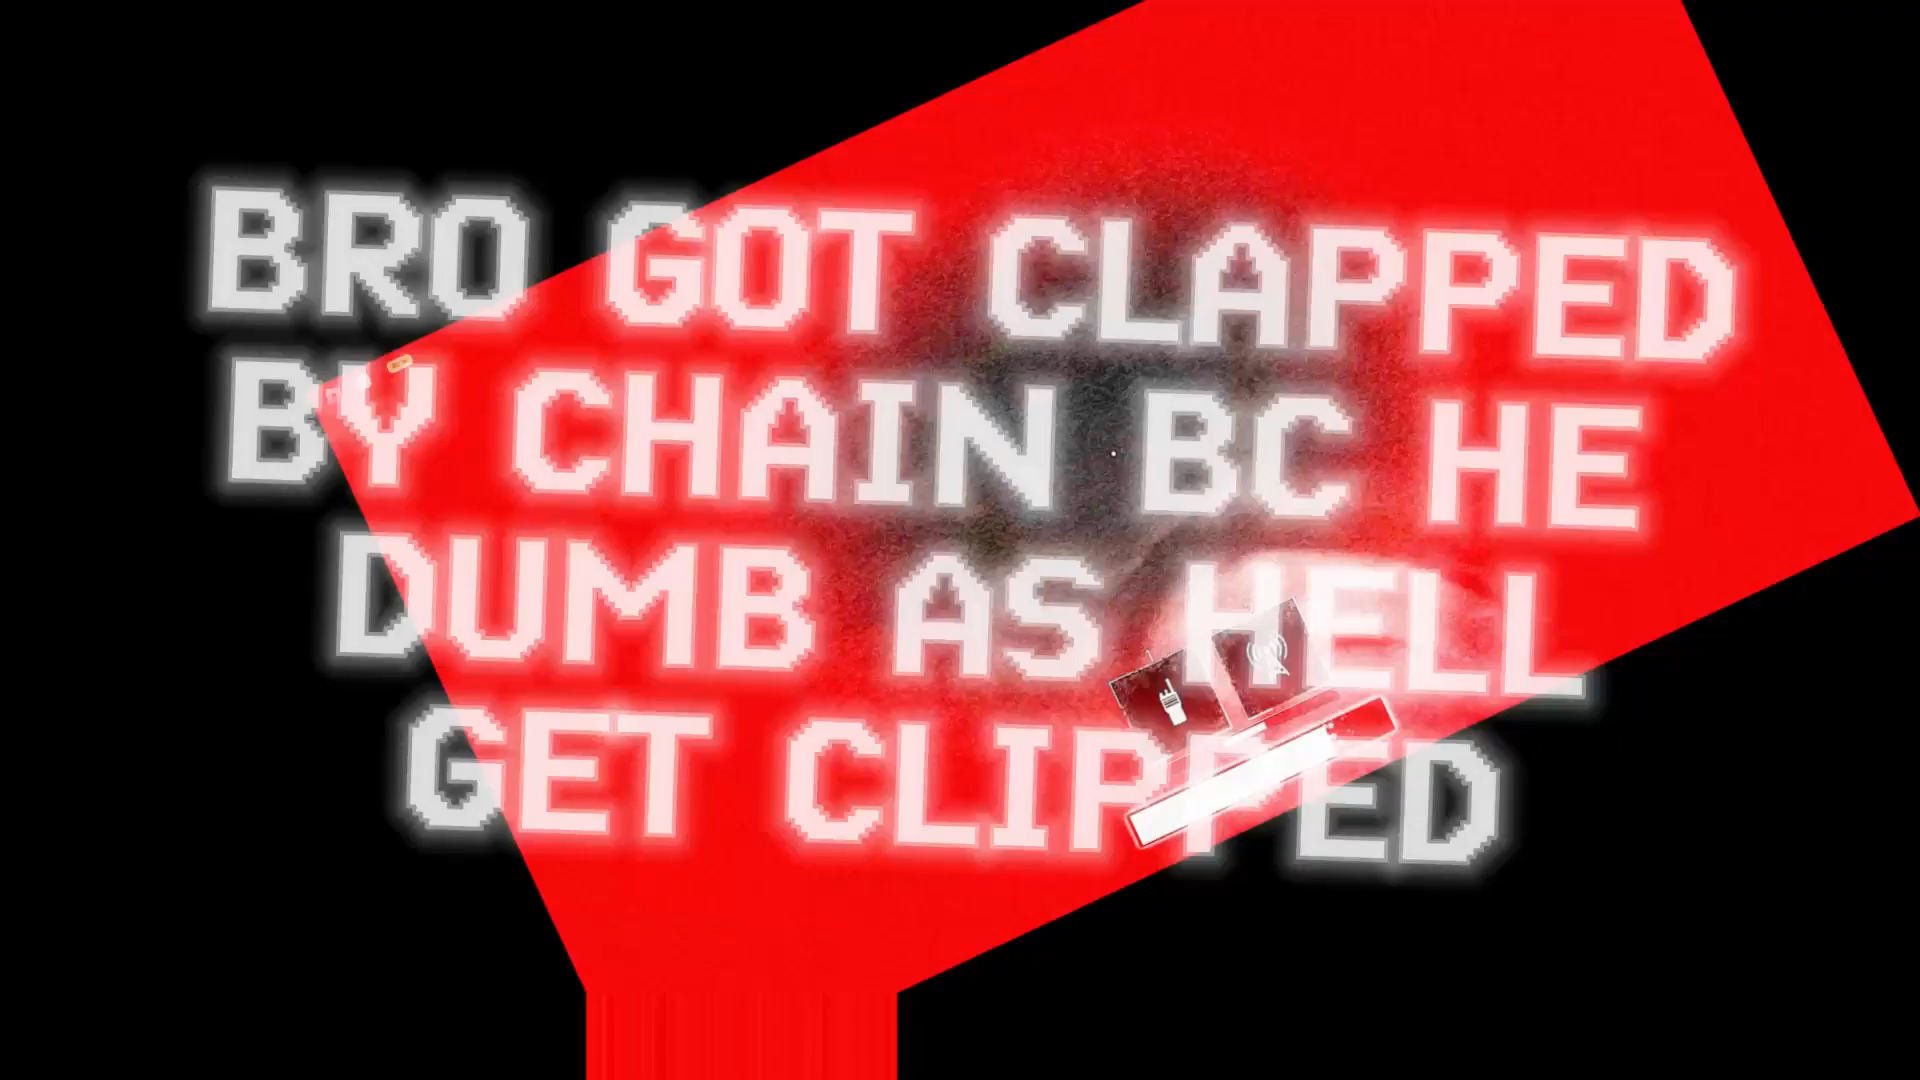 BRO GOT CLAPPED
BY CHAIN BC HE
DUMB AS HELL
GET CLIPPED